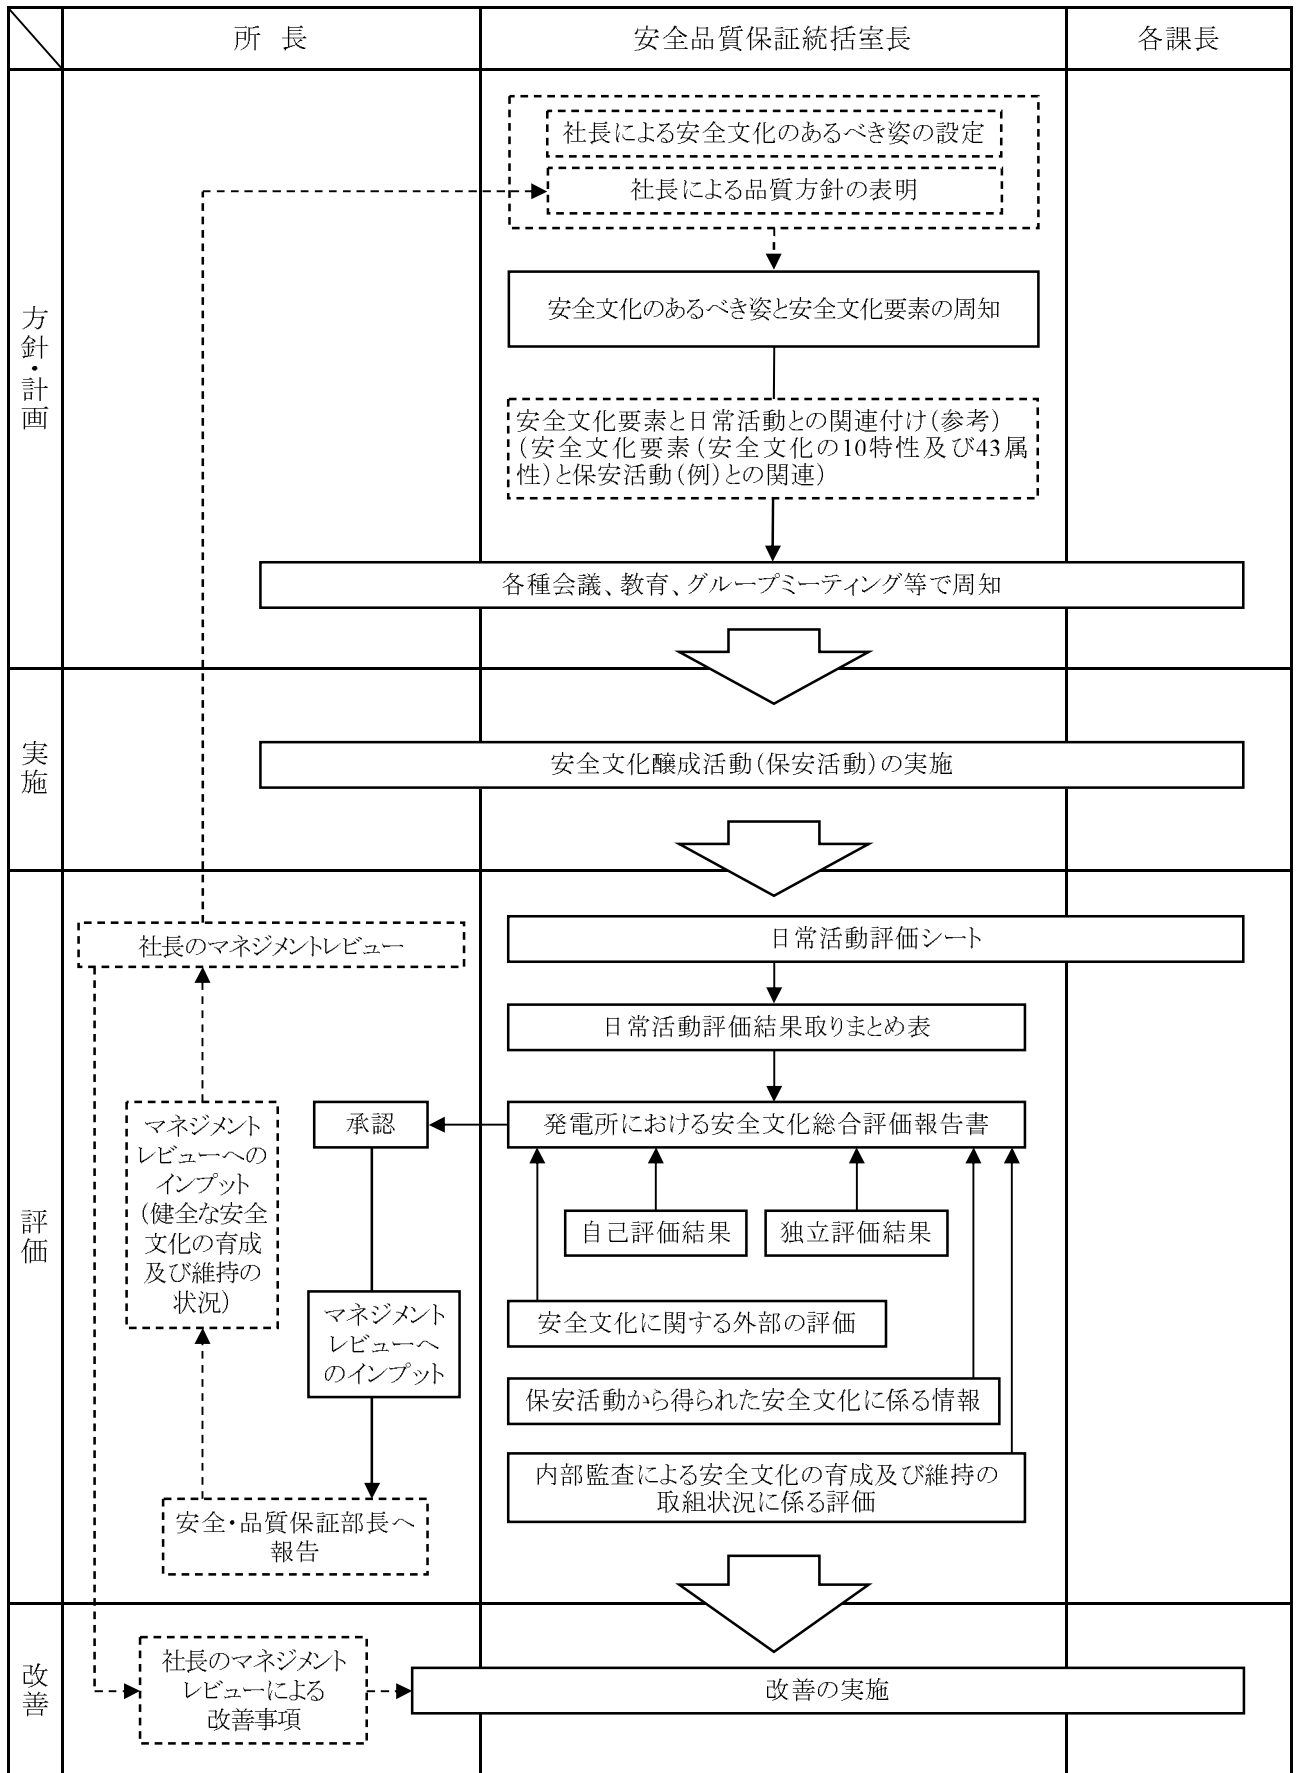 所 長
安全品質保証統括室長
各課長
方針・計画
社長による安全文化のあるべき姿の設定
社長による品質方針の表明
安全文化のあるべき姿と安全文化要素の周知
安全文化要素と日常活動との関連付け(参考)
(安全文化要素(安全文化の10特性及び43属
性)と保安活動(例)との関連)
各種会議、教育、グループミーティング等で周知
実施
安全文化醸成活動(保安活動)の実施
評価
社長のマネジメントレビュー
日常活動評価シート
日常活動評価結果取りまとめ表
マネジメント
レビューへの
インプット
(健全な安全
文化の育成
及び維持の
状況)
承認
発電所における安全文化総合評価報告書
自己評価結果
独立評価結果
マネジメント
レビューへ
のインプット
安全文化に関する外部の評価
保安活動から得られた安全文化に係る情報
内部監査による安全文化の育成及び維持の
取組状況に係る評価
安全・品質保証部長へ
報告
改善
社長のマネジメント
レビューによる
改善事項
改善の実施